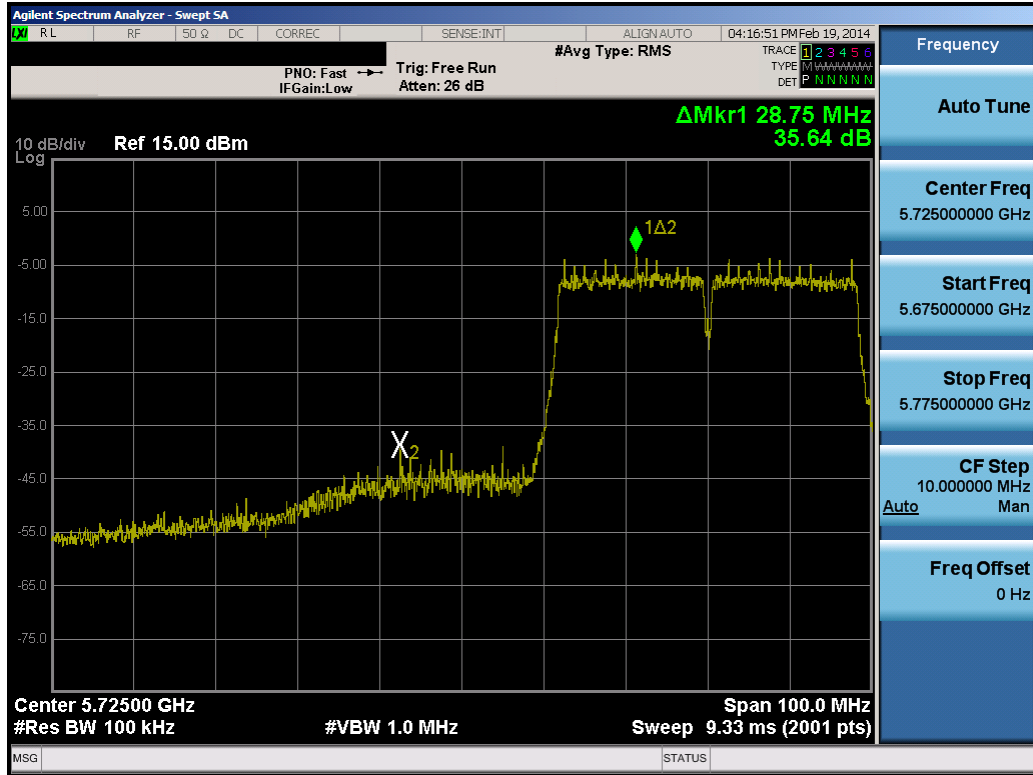 Agilent Spectrum Analyzer - Swept SA
LXI RL RF 50 Ω DC CORREC SENSE:INT ALIGN AUTO 04:16:51 PM Feb 19, 2014
#Avg Type: RMS TRACE 1 2 3 4 5 6
PNO: Fast Trig: Free Run TYPE M WWWWW
IFGain:Low Atten: 26 dB DET P N N N N N
ΔMkr1 28.75 MHz
35.64 dB
10 dB/div Ref 15.00 dBm
Log
5.00
1Δ2
-5.00
-15.0
-25.0
-35.0
X2
-45.0
-55.0
-65.0
-75.0
Center 5.72500 GHz Span 100.0 MHz
#Res BW 100 kHz #VBW 1.0 MHz Sweep 9.33 ms (2001 pts)
MSG STATUS
Frequency
Auto Tune
Center Freq
5.725000000 GHz
Start Freq
5.675000000 GHz
Stop Freq
5.775000000 GHz
CF Step
10.000000 MHz
Auto Man
Freq Offset
0 Hz